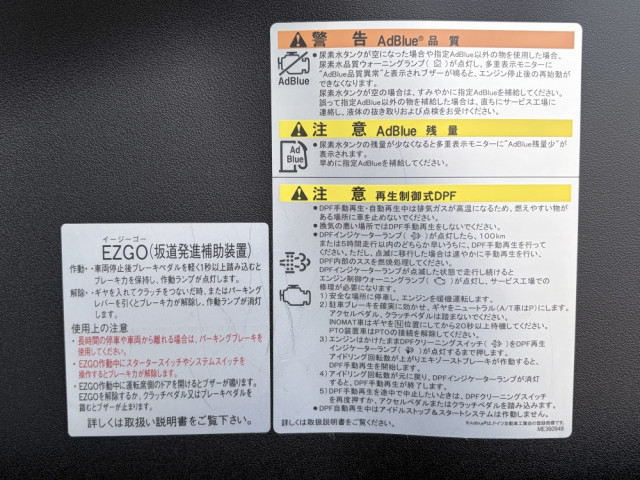 イージーゴー
EZGO(坂道発進補助装置)
作動・・車両停止後ブレーキペダルを軽く1秒以上踏み込むと
ブレーキ力を保持し、作動ランプが点灯します。
解除・・ギヤを入れてクラッチをつないだ時、またはパーキング
レバーを引くとブレーキ力が解除し、作動ランプが消灯
します。
使用上の注意
・長時間の停車や車両から離れる場合は、パーキングブレーキを
使用してください。
・EZGO作動中にスタータースイッチやシステムスイッチを
操作するとブレーキ力が解除します。
・EZGO作動中に運転席側のドアを開けるとブザーが鳴ります。
EZGOを解除するか、クラッチペダル又はブレーキペダルを
踏むとブザーが止まります。
詳しくは取扱い説明書をご覧下さい。
警告 AdBlue® 品質
AdBlue
●尿素水タンクが空になった場合や指定AdBlue以外の物を使用した場合、
尿素水品質ウォーニングランプ( )が点灯し、多重表示モニターに
"AdBlue品質異常"と表示されブザーが鳴ると、エンジン停止後の再始動が
できなくなります。
尿素水タンクが空の場合は、すみやかに指定AdBlueを補給してください。
誤って指定AdBlue以外の物を補給した場合は、直ちにサービス工場に
連絡し、液体の抜き取りおよび点検をお受けください。
注意 AdBlue 残量
Ad
Blue
●尿素水タンクの残量が少なくなると多重表示モニターに"AdBlue残量少"が
表示されます。
早めに指定AdBlueを補給してください。
注意 再生制御式DPF
●DPF手動再生・自動再生中は排気ガスが高温になるため、燃えやすい物が
ある場所に車を止めないでください。
●換気の悪い場所ではDPF手動再生をしないでください。
●DPFインジケーターランプ( )が点灯したら、100km
または5時間走行以内のどちらか早いうちに、DPF手動再生を行って
ください。ただし、点滅に移行した場合は速やかに手動再生を行い、
DPF内部のススを燃焼処理してください。
DPFインジケーターランプが点滅した状態で走行し続けると
エンジン制御ウォーニングランプ( )が点灯し、サービス工場での
修理が必要になります。
1)安全な場所に停車し、エンジンを暖機運転します。
2)駐車ブレーキを確実に効かせ、ギヤをニュートラル(A/T車はP)にします。
アクセルペダル、クラッチペダルは踏まないでください。
INOMAT車はギヤをN位置にしてから20秒以上待機してください。
PTO装置車はPTOの接続を解除してください。
3)エンジンはかけたままDPFクリーニングスイッチ( )をDPF再生
インジケーターランプ( )が点灯するまで押します。
アイドリング回転数が上がりエキゾーストブレーキが作動すると、
DPF手動再生を開始します。
4)アイドリング回転数が元に戻り、DPFインジケーターランプが消灯
すると、DPF手動再生が終了します。
5)DPF手動再生を途中で中止したいときは、DPFクリーニングスイッチ
を再度押すか、アクセルペダルまたはクラッチペダルを踏み込みます。
●DPF自動再生中はアイドルストップ＆スタートシステムは作動しません。
詳しくは取扱説明書をご覧ください。
®AdBlueはドイツ自動車工業会の登録商標です。
ME360948